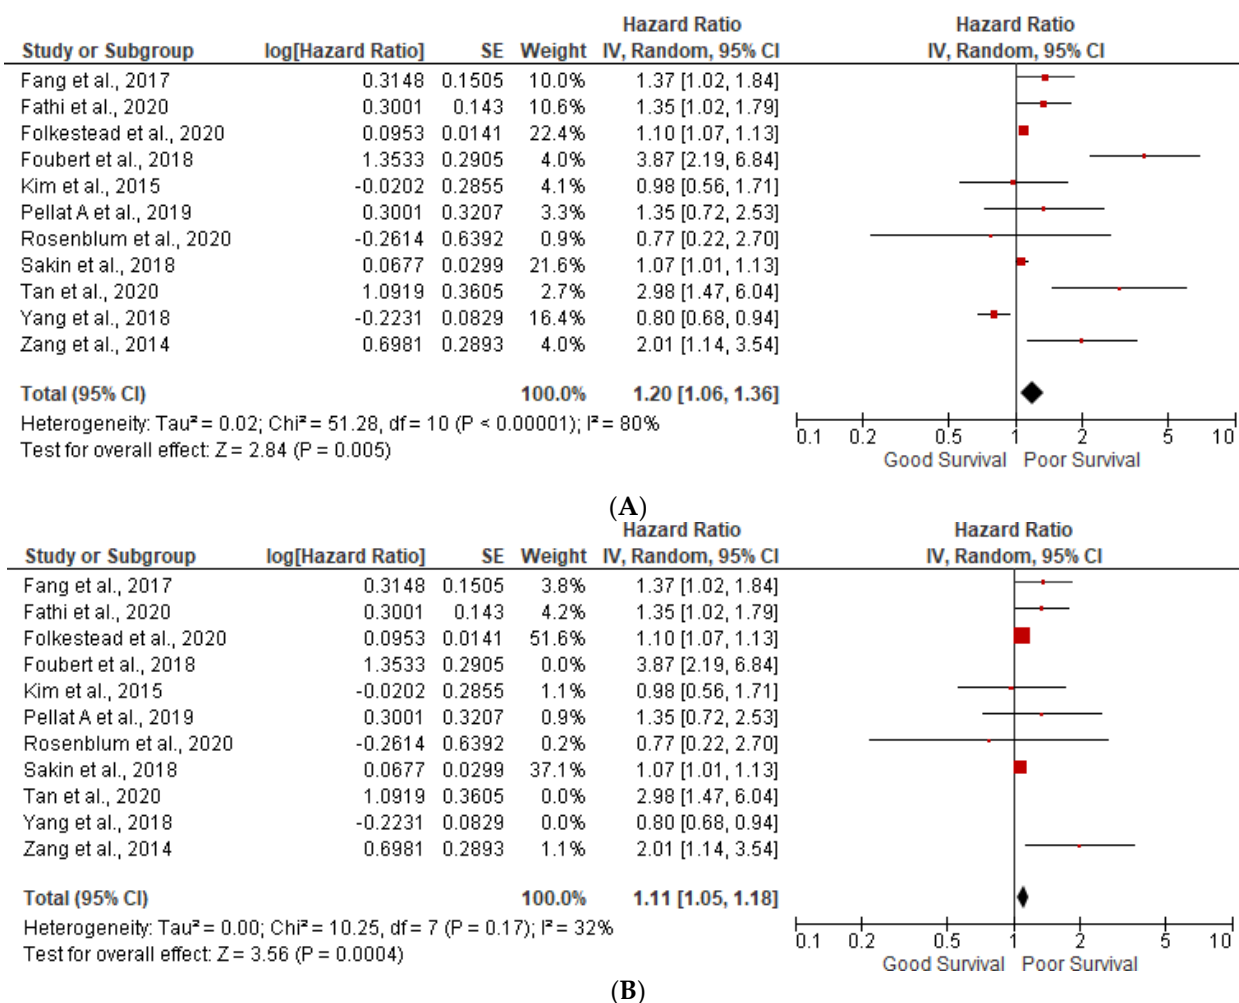 Hazard Ratio Hazard Ratio
Study or Subgroup log[Hazard Ratio] SE Weight IV, Random, 95% CI IV, Random, 95% CI
Fang et al., 2017 0.3148 0.1505 10.0% 1.37 [1.02, 1.84]
Fathi et al., 2020 0.3001 0.143 10.6% 1.35 [1.02, 1.79]
Folkestead et al., 2020 0.0953 0.0141 22.4% 1.10 [1.07, 1.13]
Foubert et al., 2018 1.3533 0.2905 4.0% 3.87 [2.19, 6.84]
Kim et al., 2015 -0.0202 0.2855 4.1% 0.98 [0.56, 1.71]
Pellat A et al., 2019 0.3001 0.3207 3.3% 1.35 [0.72, 2.53]
Rosenblum et al., 2020 -0.2614 0.6392 0.9% 0.77 [0.22, 2.70]
Sakin et al., 2018 0.0677 0.0299 21.6% 1.07 [1.01, 1.13]
Tan et al., 2020 1.0919 0.3605 2.7% 2.98 [1.47, 6.04]
Yang et al., 2018 -0.2231 0.0829 16.4% 0.80 [0.68, 0.94]
Zang et al., 2014 0.6981 0.2893 4.0% 2.01 [1.14, 3.54]
Total (95% CI) 100.0% 1.20 [1.06, 1.36]
Heterogeneity: Tau² = 0.02; Chi² = 51.28, df = 10 (P < 0.00001); I² = 80%
Test for overall effect: Z = 2.84 (P = 0.005)
0.1 0.2 0.5 1 2 5 10
Good Survival Poor Survival
(A)
Hazard Ratio Hazard Ratio
Study or Subgroup log[Hazard Ratio] SE Weight IV, Random, 95% CI IV, Random, 95% CI
Fang et al., 2017 0.3148 0.1505 3.8% 1.37 [1.02, 1.84]
Fathi et al., 2020 0.3001 0.143 4.2% 1.35 [1.02, 1.79]
Folkestead et al., 2020 0.0953 0.0141 51.6% 1.10 [1.07, 1.13]
Foubert et al., 2018 1.3533 0.2905 0.0% 3.87 [2.19, 6.84]
Kim et al., 2015 -0.0202 0.2855 1.1% 0.98 [0.56, 1.71]
Pellat A et al., 2019 0.3001 0.3207 0.9% 1.35 [0.72, 2.53]
Rosenblum et al., 2020 -0.2614 0.6392 0.2% 0.77 [0.22, 2.70]
Sakin et al., 2018 0.0677 0.0299 37.1% 1.07 [1.01, 1.13]
Tan et al., 2020 1.0919 0.3605 0.0% 2.98 [1.47, 6.04]
Yang et al., 2018 -0.2231 0.0829 0.0% 0.80 [0.68, 0.94]
Zang et al., 2014 0.6981 0.2893 1.1% 2.01 [1.14, 3.54]
Total (95% CI) 100.0% 1.11 [1.05, 1.18]
Heterogeneity: Tau² = 0.00; Chi² = 10.25, df = 7 (P = 0.17); I² = 32%
Test for overall effect: Z = 3.56 (P = 0.0004)
0.1 0.2 0.5 1 2 5 10
Good Survival Poor Survival
(B)